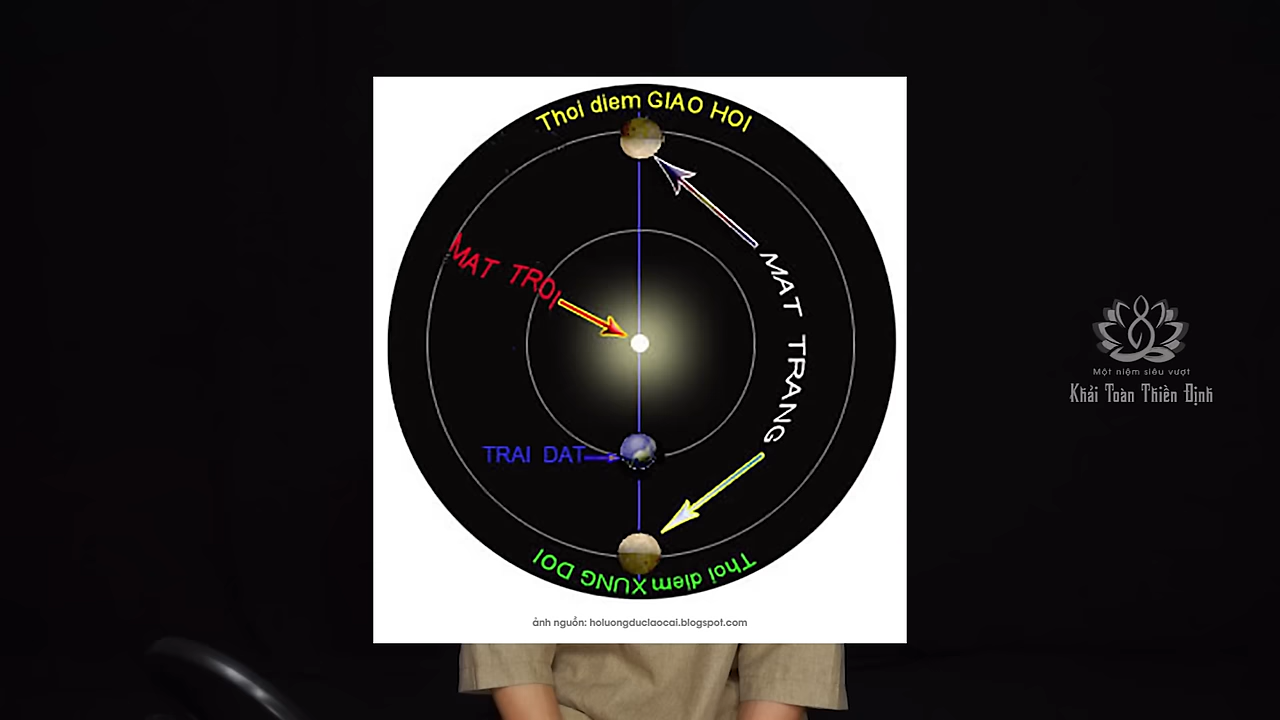 Thoi diem GIAO HOI
MAT TROI
MAT TRANG
TRAI DAT
Thoi diem XUNG DOI
ảnh nguồn: holuongduclaocai.blogspot.com
Một niệm siêu vượt
Khải Toàn Thiền Định